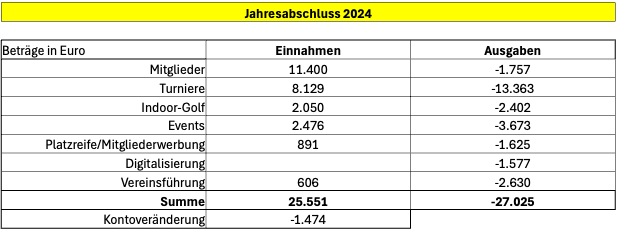 Jahresabschluss 2024
Beträge in Euro Einnahmen Ausgaben
Mitglieder 11.400 -1.757
Turniere 8.129 -13.363
Indoor-Golf 2.050 -2.402
Events 2.476 -3.673
Platzreife/Mitgliederwerbung 891 -1.625
Digitalisierung -1.577
Vereinsführung 606 -2.630
Summe 25.551 -27.025
Kontoveränderung -1.474